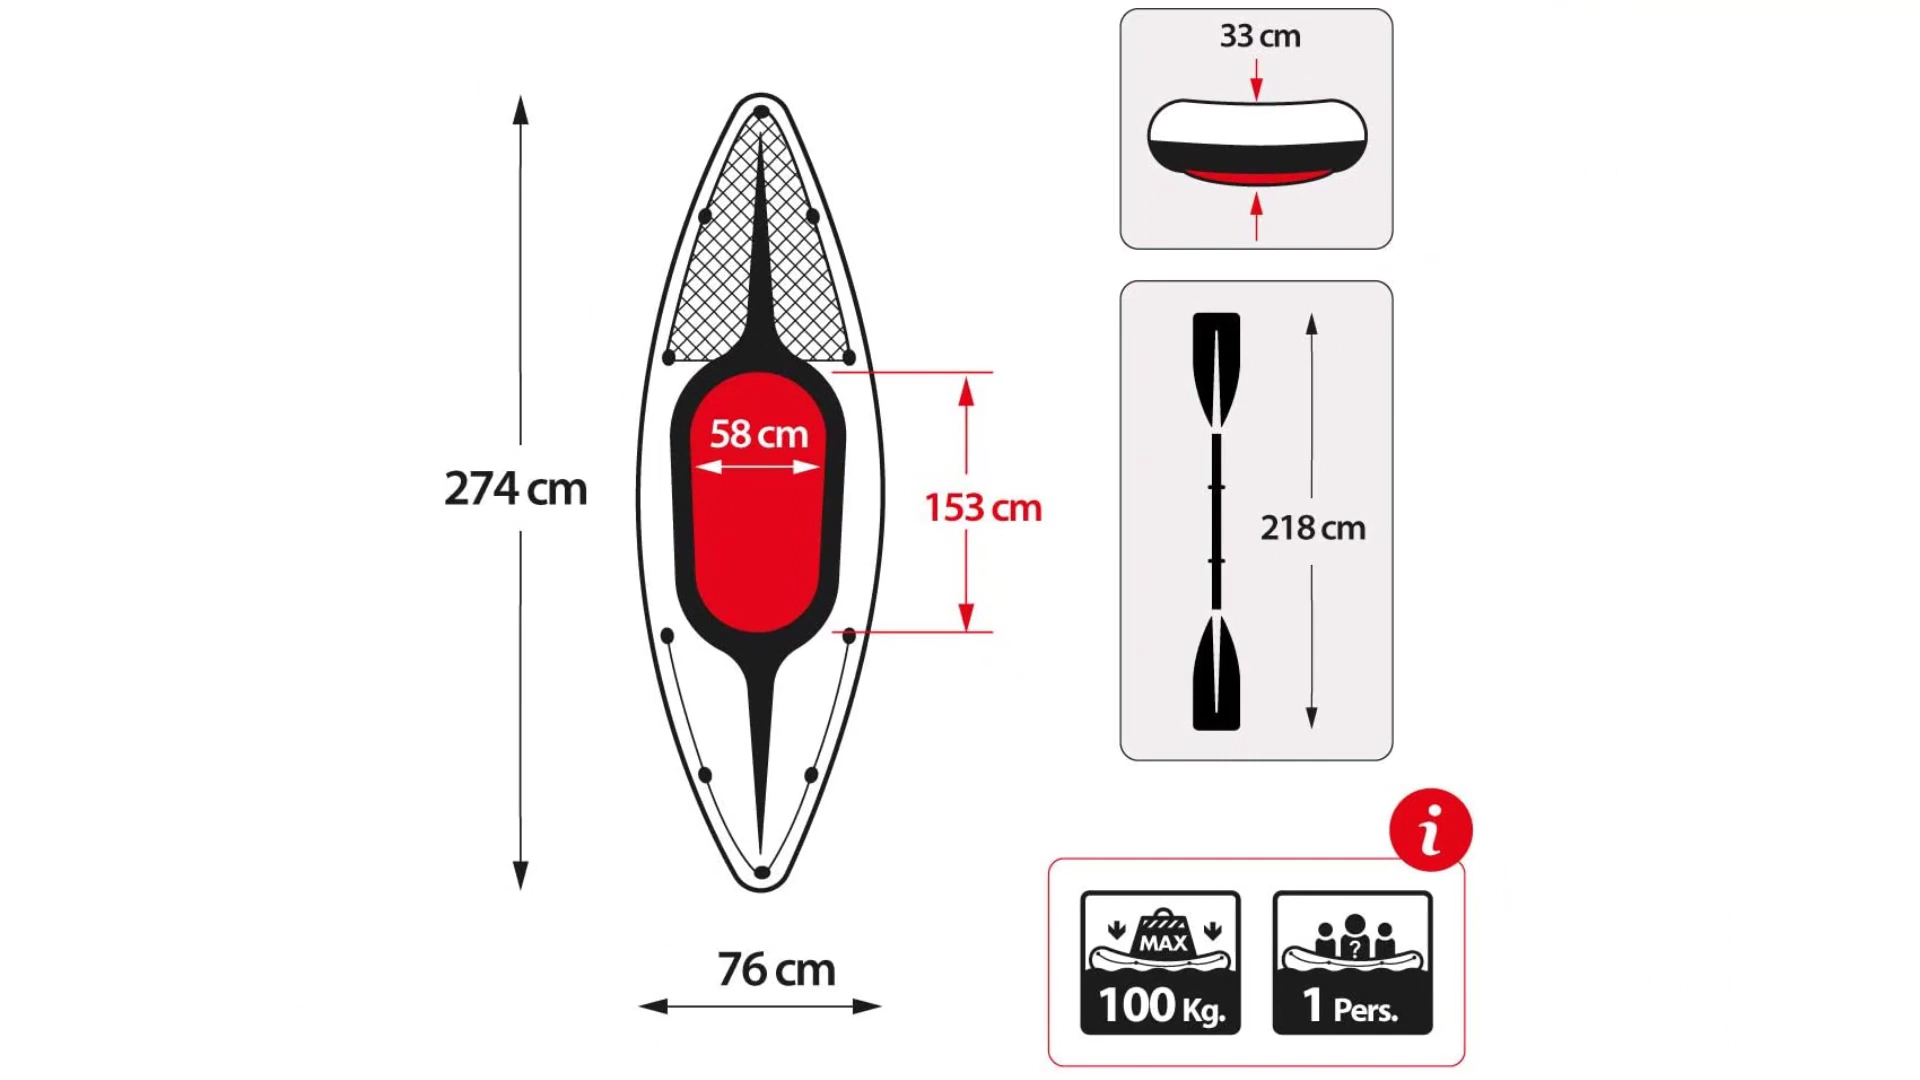 33 cm
58 cm
274 cm
153 cm
218 cm
76 cm
i
MAX
?
100 Kg.
1 Pers.